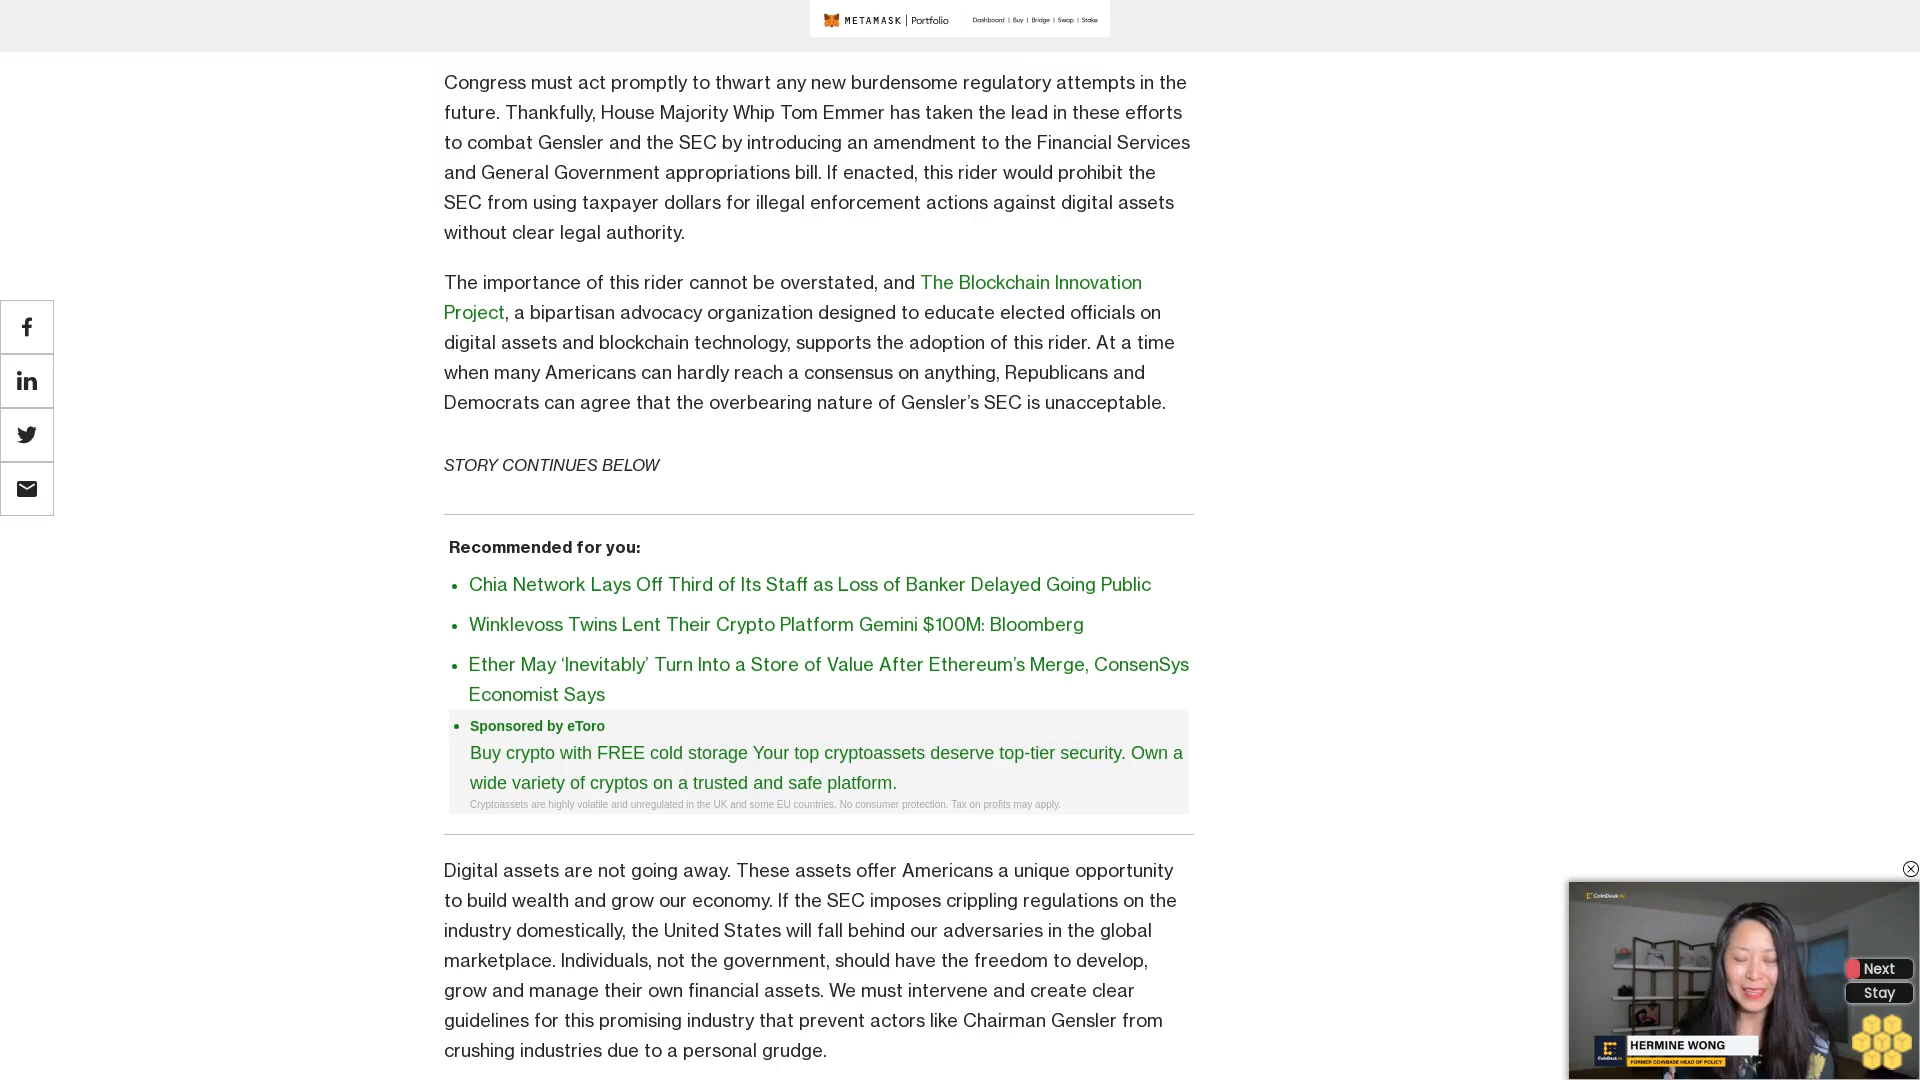 METAMASK | Portfolio Dashboard | Buy | Bridge | Swap | Stake
Congress must act promptly to thwart any new burdensome regulatory attempts in the
future. Thankfully, House Majority Whip Tom Emmer has taken the lead in these efforts
to combat Gensler and the SEC by introducing an amendment to the Financial Services
and General Government appropriations bill. If enacted, this rider would prohibit the
SEC from using taxpayer dollars for illegal enforcement actions against digital assets
without clear legal authority.
The importance of this rider cannot be overstated, and The Blockchain Innovation
Project, a bipartisan advocacy organization designed to educate elected officials on
digital assets and blockchain technology, supports the adoption of this rider. At a time
when many Americans can hardly reach a consensus on anything, Republicans and
Democrats can agree that the overbearing nature of Gensler’s SEC is unacceptable.
STORY CONTINUES BELOW
Recommended for you:
• Chia Network Lays Off Third of Its Staff as Loss of Banker Delayed Going Public
• Winklevoss Twins Lent Their Crypto Platform Gemini $100M: Bloomberg
• Ether May ‘Inevitably’ Turn Into a Store of Value After Ethereum’s Merge, ConsenSys
Economist Says
• Sponsored by eToro
Buy crypto with FREE cold storage Your top cryptoassets deserve top-tier security. Own a
wide variety of cryptos on a trusted and safe platform.
Cryptoassets are highly volatile and unregulated in the UK and some EU countries. No consumer protection. Tax on profits may apply.
Digital assets are not going away. These assets offer Americans a unique opportunity
to build wealth and grow our economy. If the SEC imposes crippling regulations on the
industry domestically, the United States will fall behind our adversaries in the global
marketplace. Individuals, not the government, should have the freedom to develop,
grow and manage their own financial assets. We must intervene and create clear
guidelines for this promising industry that prevent actors like Chairman Gensler from
crushing industries due to a personal grudge.
CoinDesk TV
Next
Stay
HERMINE WONG
FORMER COINBASE HEAD OF POLICY
CoinDesk TV